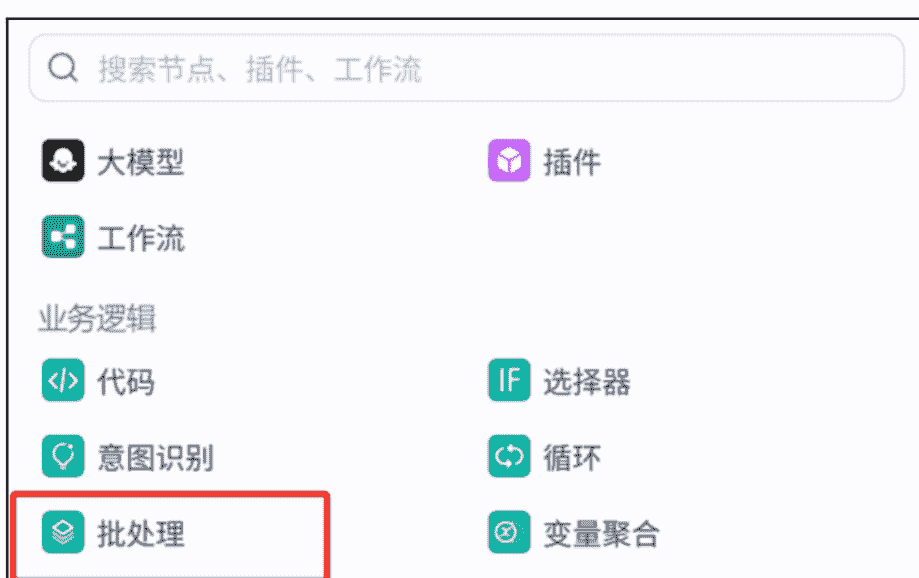 搜索节点、插件、工作流
大模型 插件
工作流
业务逻辑
</> 代码 IF 选择器
意图识别 循环
批处理 (x) 变量聚合